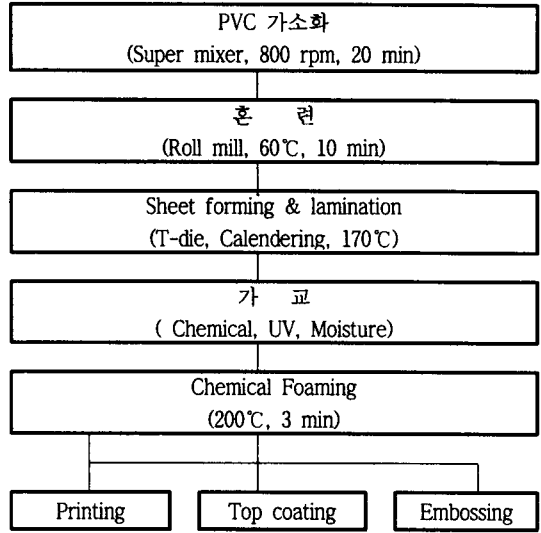 PVC 가소화
(Super mixer, 800 rpm, 20 min)
혼 련
(Roll mill, 60℃, 10 min)
Sheet forming & lamination
(T-die, Calendering, 170℃)
가 교
( Chemical, UV, Moisture)
Chemical Foaming
(200℃, 3 min)
Printing Top coating Embossing